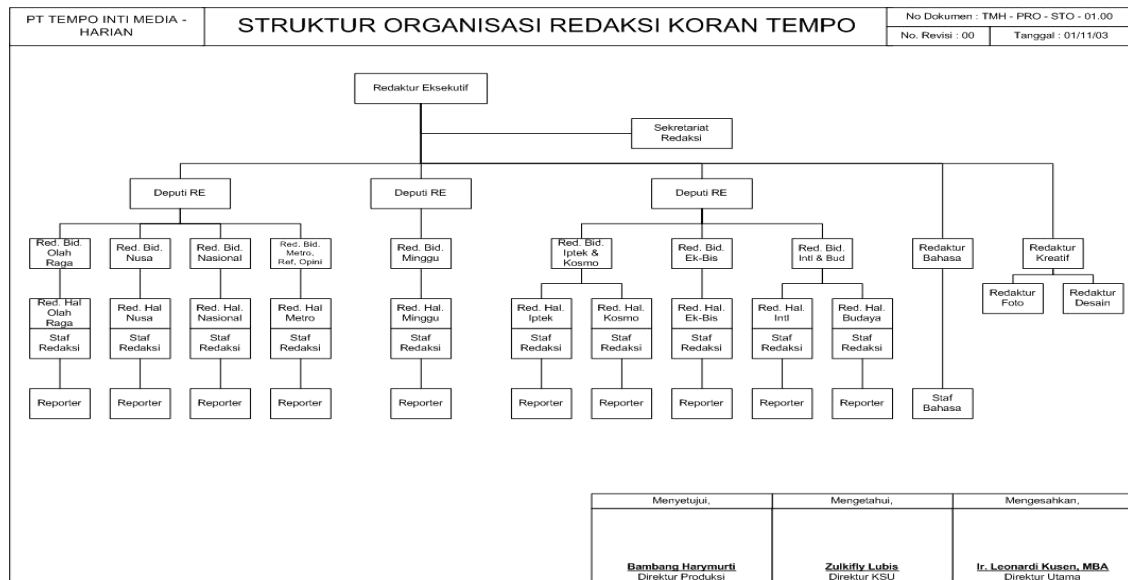 PT TEMPO INTI MEDIA -
HARIAN
STRUKTUR ORGANISASI REDAKSI KORAN TEMPO
No Dokumen : TMH - PRO - STO - 01.00
No. Revisi : 00
Tanggal : 01/11/03
Redaktur Eksekutif
Sekretariat
Redaksi
Deputi RE
Deputi RE
Deputi RE
Red. Bid.
Olah
Raga
Red. Bid.
Nusa
Red. Bid.
Nasional
Red. Bid.
Metro,
Ref, Opini
Red. Bid.
Minggu
Red. Bid.
Iptek &
Kosmo
Red. Bid.
Ek-Bis
Red. Bid.
Intl & Bud
Redaktur
Bahasa
Redaktur
Kreatif
Redaktur
Foto
Redaktur
Desain
Red. Hal
Olah
Raga
Red. Hal
Nusa
Red. Hal.
Nasional
Red. Hal
Metro
Red. Hal.
Minggu
Red. Hal.
Iptek
Red. Hal.
Kosmo
Red. Hal.
Ek-Bis
Red. Hal.
Intl
Red. Hal.
Budaya
Staf
Redaksi
Staf
Redaksi
Staf
Redaksi
Staf
Redaksi
Staf
Redaksi
Staf
Redaksi
Staf
Redaksi
Staf
Redaksi
Staf
Redaksi
Staf
Redaksi
Reporter
Reporter
Reporter
Reporter
Reporter
Reporter
Reporter
Reporter
Reporter
Reporter
Staf
Bahasa
Menyetujui,
Mengetahui,
Mengesahkan,
Bambang Harymurti
Direktur Produksi
Zulkifly Lubis
Direktur KSU
Ir. Leonardi Kusen, MBA
Direktur Utama